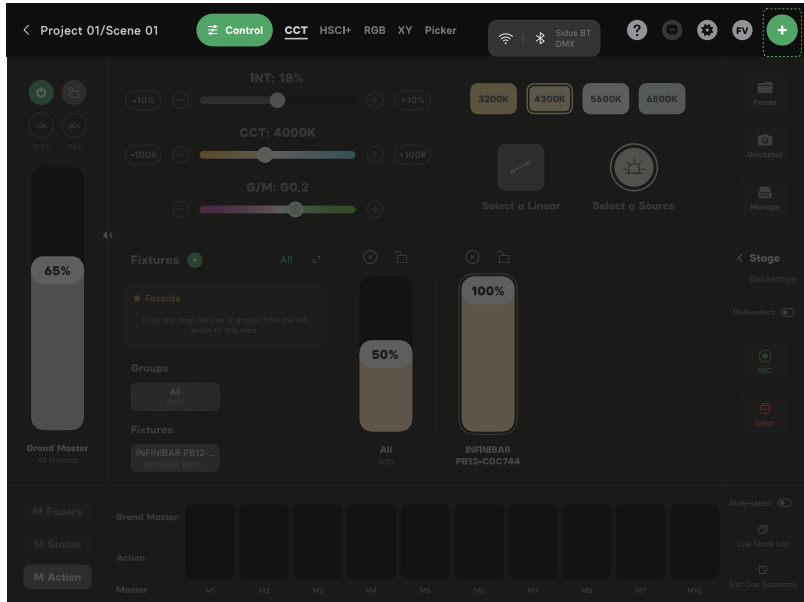 Project 01/Scene 01
Control
CCT
HSCI+
RGB
XY
Picker
Sidus BT
DMX
?
FV
+
INT: 18%
-10%
+10%
3200K
4300K
5600K
6500K
CCT: 4000K
-100K
+100K
G/M: G0.2
Select a Linear
Select a Source
0.9s
24s
65%
Grand Master
All Fixtures
Fixtures
All
Favorite
Drag and drop fixtures or groups from the list
below to this area.
Groups
All
#001
Fixtures
INFINIBAR PB12-...
INFINIBAR PB12-...
50%
All
#001
100%
INFINIBAR
PB12-CDC744
Preset
Quickshot
Manage
Stage
Backstage
Multi-select
REC
Clear
M Faders
M Status
M Action
Grand Master
Action
Master
M1
M2
M3
M4
M5
M6
M7
M8
M9
M10
Multi-select
Cue Stack List
Edit Cue Sequence